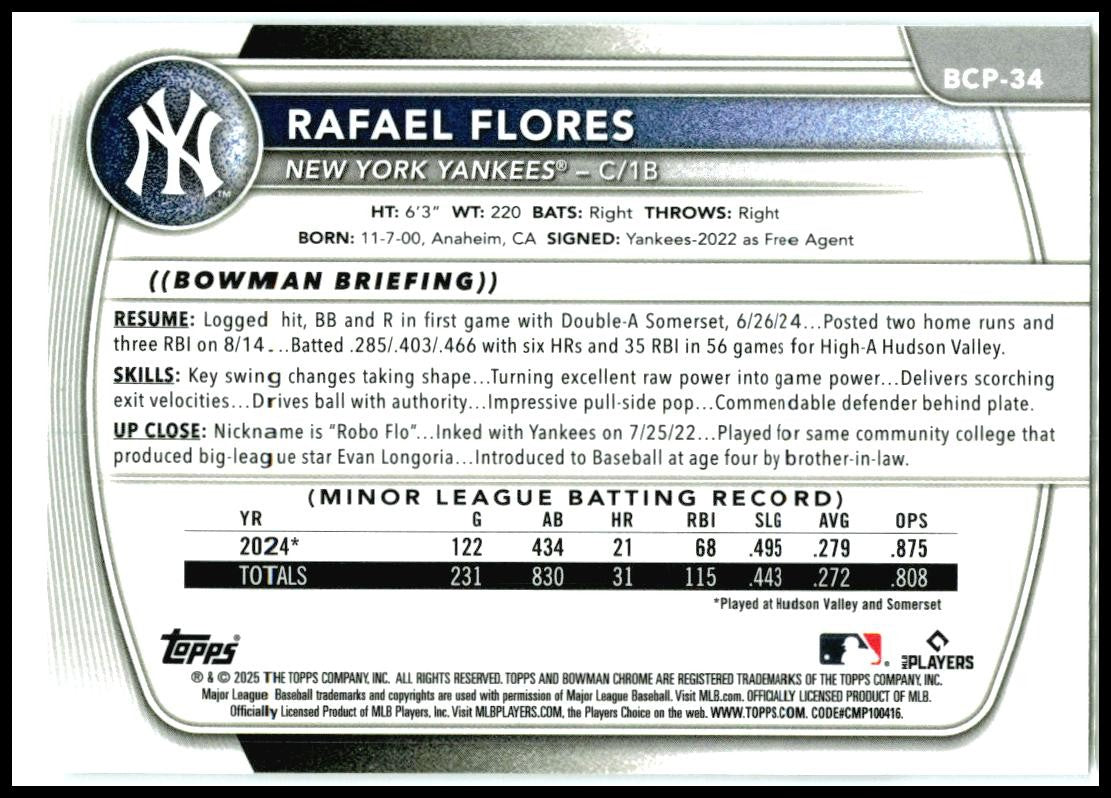 BCP-34
NY
TM
RAFAEL FLORES
NEW YORK YANKEES® – C/1B
HT: 6'3" WT: 220 BATS: Right THROWS: Right
BORN: 11-7-00, Anaheim, CA SIGNED: Yankees-2022 as Free Agent
((BOWMAN BRIEFING))
RESUME: Logged hit, BB and R in first game with Double-A Somerset, 6/26/24...Posted two home runs and
three RBI on 8/14...Batted .285/.403/.466 with six HRs and 35 RBI in 56 games for High-A Hudson Valley.
SKILLS: Key swing changes taking shape...Turning excellent raw power into game power...Delivers scorching
exit velocities...Drives ball with authority...Impressive pull-side pop...Commendable defender behind plate.
UP CLOSE: Nickname is "Robo Flo"...Inked with Yankees on 7/25/22...Played for same community college that
produced big-league star Evan Longoria...Introduced to Baseball at age four by brother-in-law.
(MINOR LEAGUE BATTING RECORD)
YR G AB HR RBI SLG AVG OPS
2024* 122 434 21 68 .495 .279 .875
TOTALS 231 830 31 115 .443 .272 .808
*Played at Hudson Valley and Somerset
Topps®
MLB PLAYERS
® & © 2025 THE TOPPS COMPANY, INC. ALL RIGHTS RESERVED. TOPPS AND BOWMAN CHROME ARE REGISTERED TRADEMARKS OF THE TOPPS COMPANY, INC.
Major League Baseball trademarks and copyrights are used with permission of Major League Baseball. Visit MLB.com. OFFICIALLY LICENSED PRODUCT OF MLB.
Officially Licensed Product of MLB Players, Inc. Visit MLBPLAYERS.COM, the Players Choice on the web. WWW.TOPPS.COM. CODE#CMP100416.